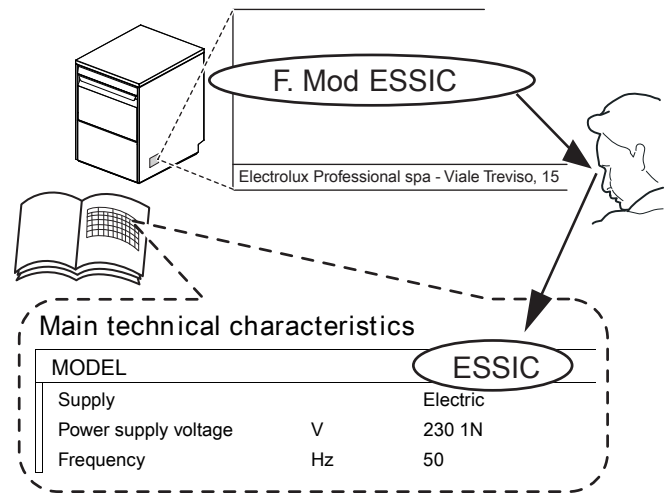 F. Mod ESSIC
Electrolux Professional spa - Viale Treviso, 15
Main technical characteristics
MODEL ESSIC
Supply Electric
Power supply voltage V 230 1N
Frequency Hz 50